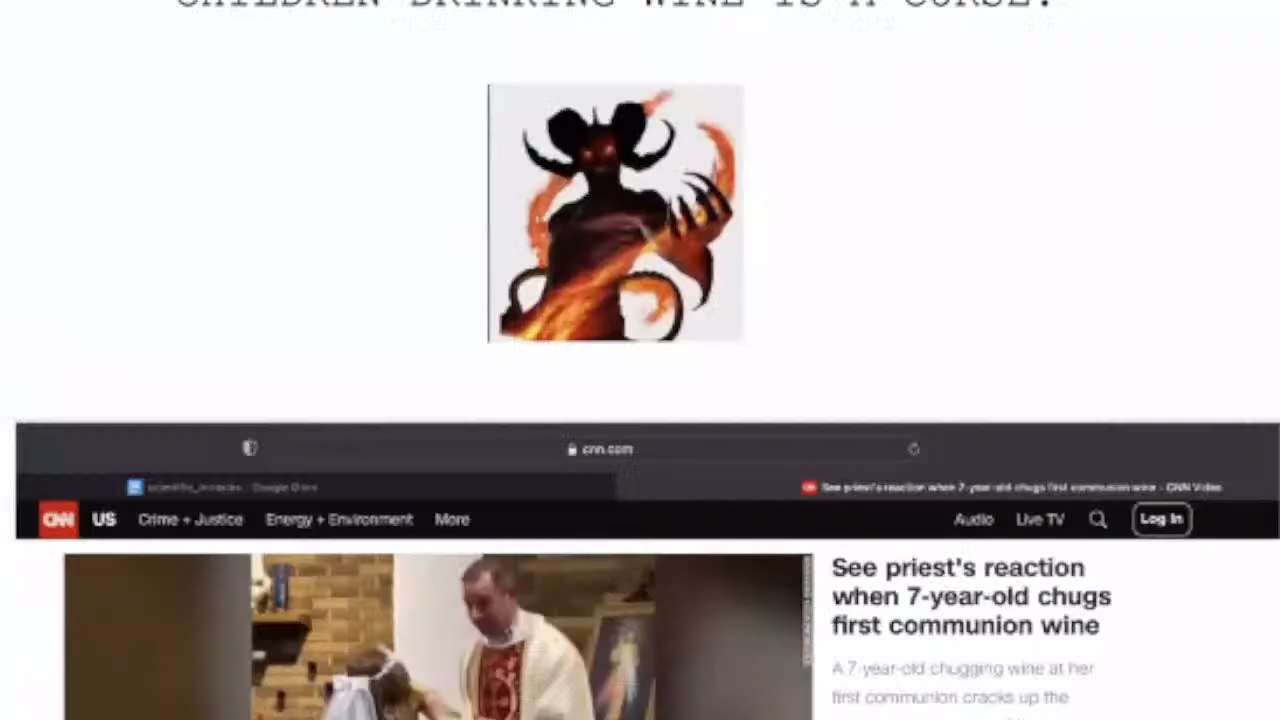 CHILDREN DRINKING WINE IS A CURSE!
cnn.com
See priest's reaction when 7-year-old chugs first communion wine - CNN Video
CNN US Crime + Justice Energy + Environment More Audio Live TV Log In
See priest's reaction
when 7-year-old chugs
first communion wine
A 7-year-old chugging wine at her
first communion cracks up the